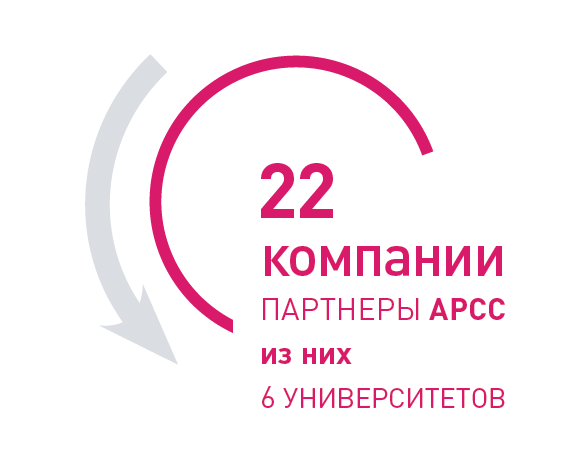 22
компании
ПАРТНЕРЫ АРСС
из них
6 УНИВЕРСИТЕТОВ